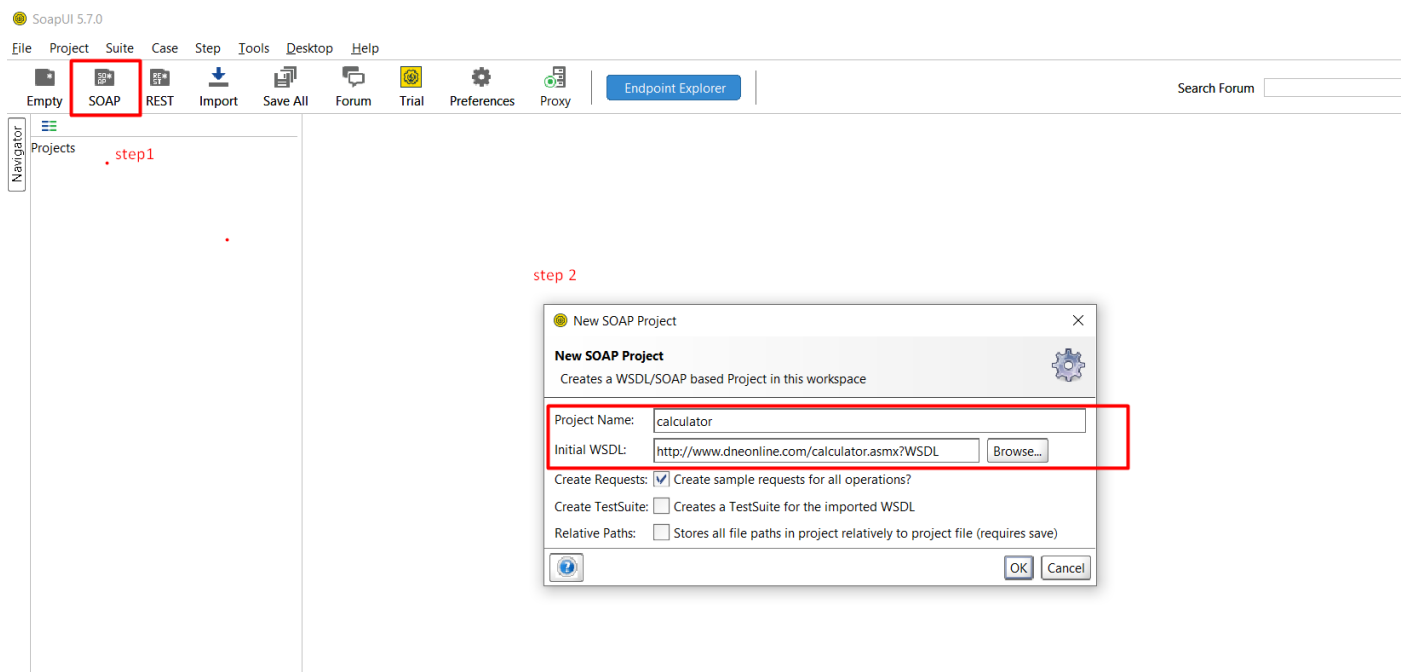 SoapUI 5.7.0
File Project Suite Case Step Tools Desktop Help
Empty SOAP REST Import Save All Forum Trial Preferences Proxy Endpoint Explorer Search Forum
Navigator
Projects
step1
step 2
New SOAP Project
New SOAP Project
Creates a WSDL/SOAP based Project in this workspace
Project Name: calculator
Initial WSDL: http://www.dneonline.com/calculator.asmx?WSDL Browse...
Create Requests: Create sample requests for all operations?
Create TestSuite: Creates a TestSuite for the imported WSDL
Relative Paths: Stores all file paths in project relatively to project file (requires save)
OK Cancel